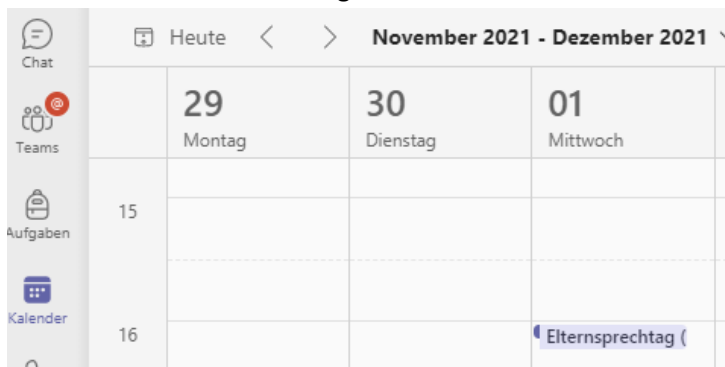 Chat
Heute
November 2021 - Dezember 2021
29
Montag
30
Dienstag
01
Mittwoch
@
Teams
Aufgaben
15
Kalender
16
Elternsprechtag (